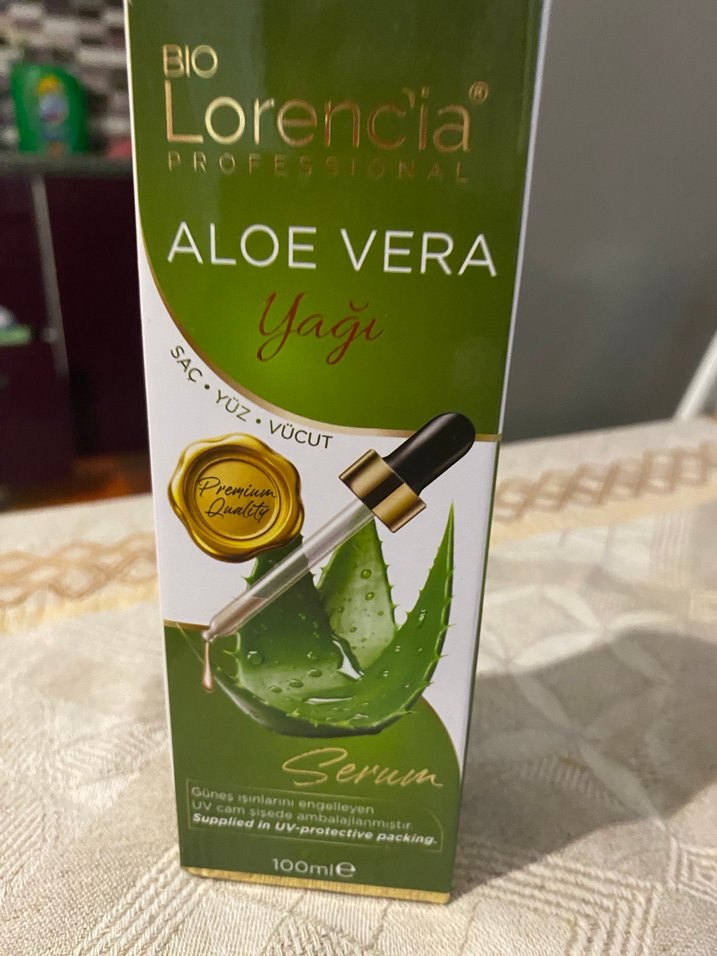 BIO
Lorencia®
PROFESSIONAL
ALOE VERA
Yağı
SAÇ • YÜZ • VÜCUT
Premium
Quality
Serum
Güneş ışınlarını engelleyen
UV cam şişede ambalajlanmıştır.
Supplied in UV-protective packing.
100ml℮